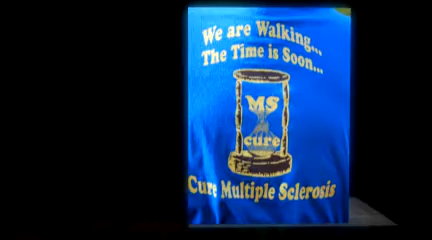 We are Walking...
The Time is Soon...
MS
cure
Cure Multiple Sclerosis